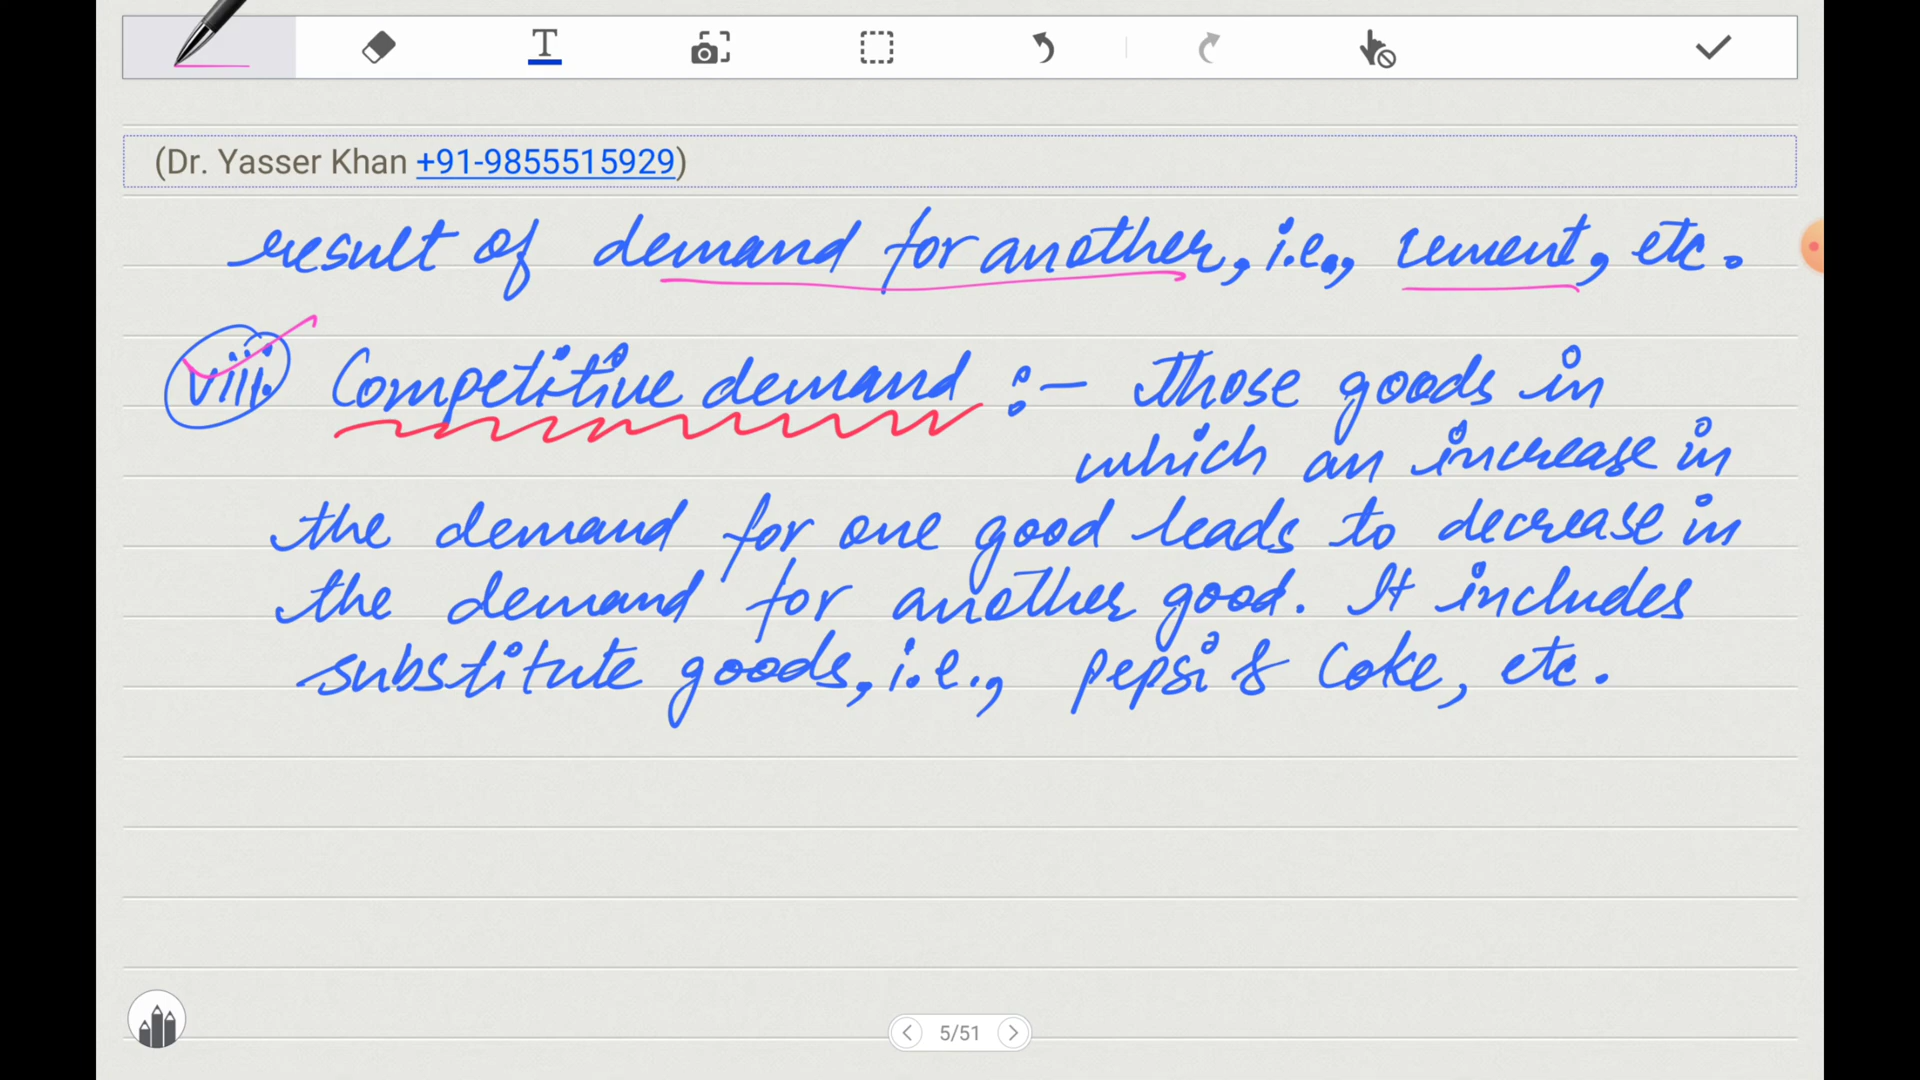 T
(Dr. Yasser Khan +91-9855515929)
result of demand for another, i.e., cement, etc.
viii. Competitive demand :- Those goods in
which an increase in
the demand for one good leads to decrease in
the demand for another good. It includes
substitute goods, i.e., Pepsi & Coke, etc.
5/51